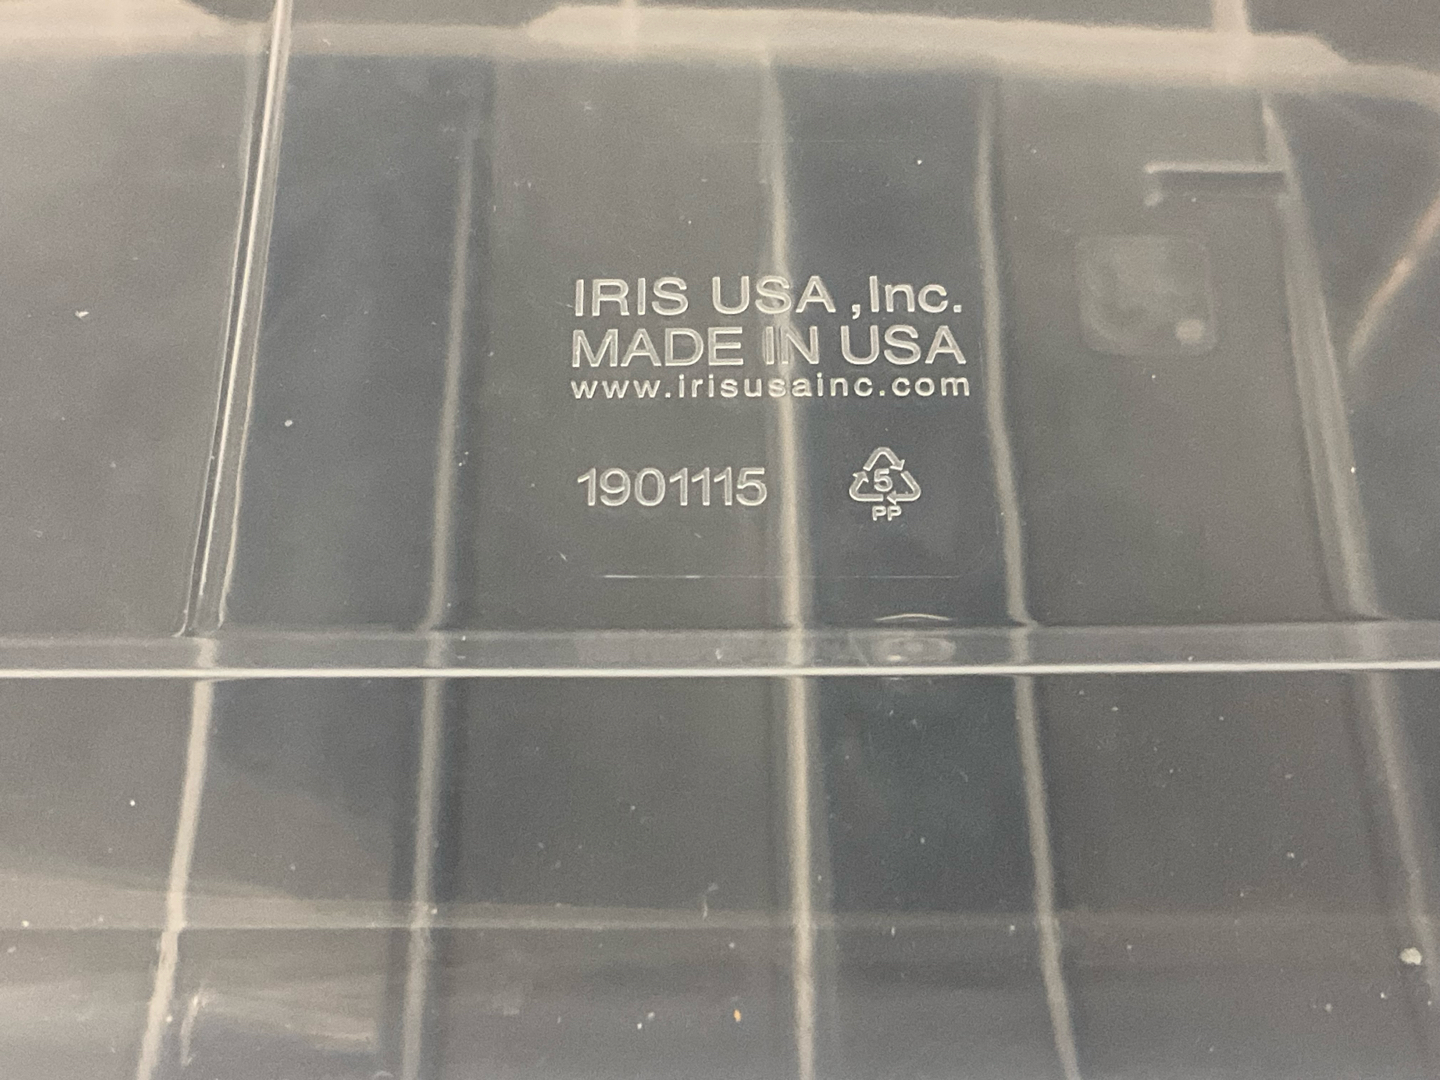 IRIS USA ,Inc.
MADE IN USA
www.irisusainc.com
1901115
5
PP